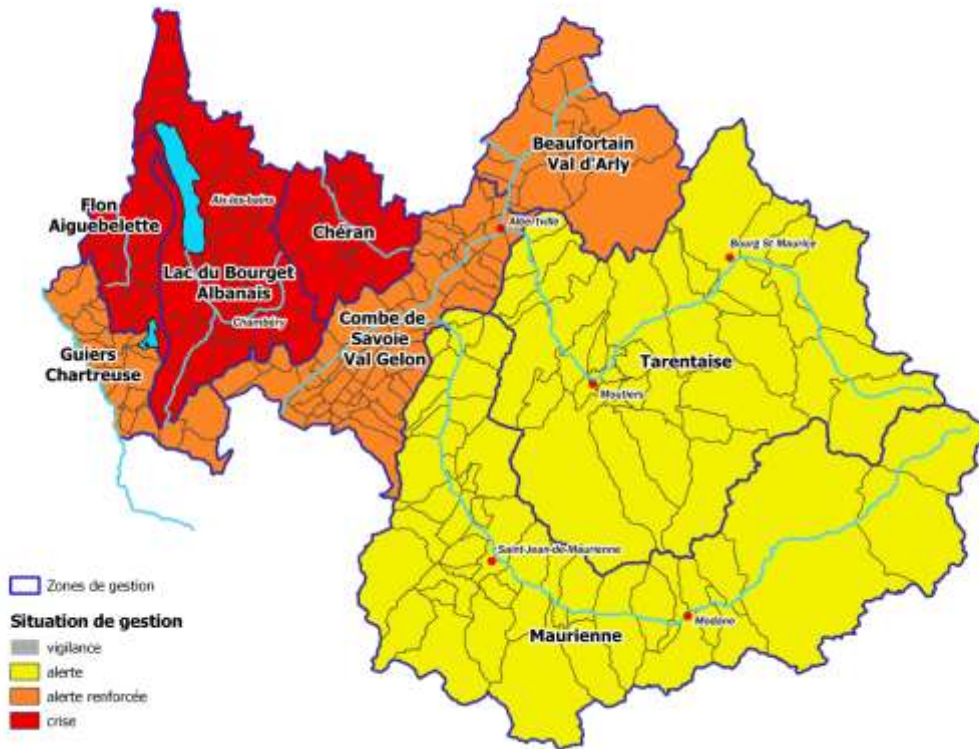 Beaufortain
Val d'Arly
Flon
Aiguebelette
Aix-les-bains
Chéran
Albertville
Bourg St Maurice
Lac du Bourget
Albanais
Chambéry
Combe de
Savoie
Val Gelon
Guiers
Chartreuse
Tarentaise
Moutiers
Saint-Jean-de-Maurienne
Modane
Maurienne
Zones de gestion
Situation de gestion
vigilance
alerte
alerte renforcée
crise